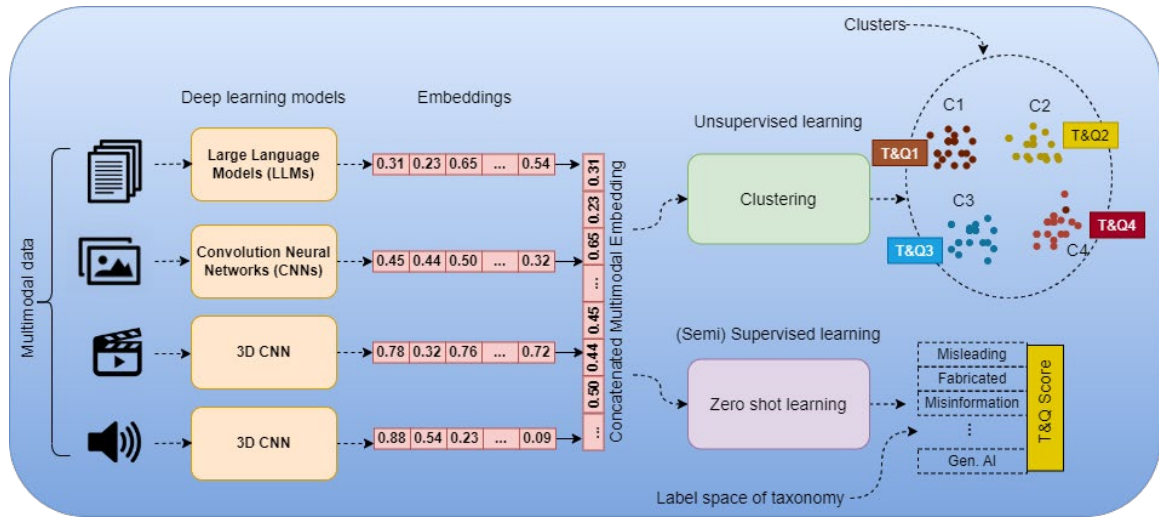 Multimodal data
Deep learning models
Embeddings
Large Language
Models (LLMs)
0.31 0.23 0.65 ... 0.54
Convolution Neural
Networks (CNNs)
0.45 0.44 0.50 ... 0.32
3D CNN
0.78 0.32 0.76 ... 0.72
3D CNN
0.88 0.54 0.23 ... 0.09
... 0.50 0.44 0.45 ... 0.65 0.23 0.31
Concatenated Multimodal Embedding
Unsupervised learning
Clustering
Clusters
C1
T&Q1
C2
T&Q2
C3
T&Q3
C4
T&Q4
(Semi) Supervised learning
Zero shot learning
Misleading
Fabricated
Misinformation
⋮
Gen. AI
T&Q Score
Label space of taxonomy